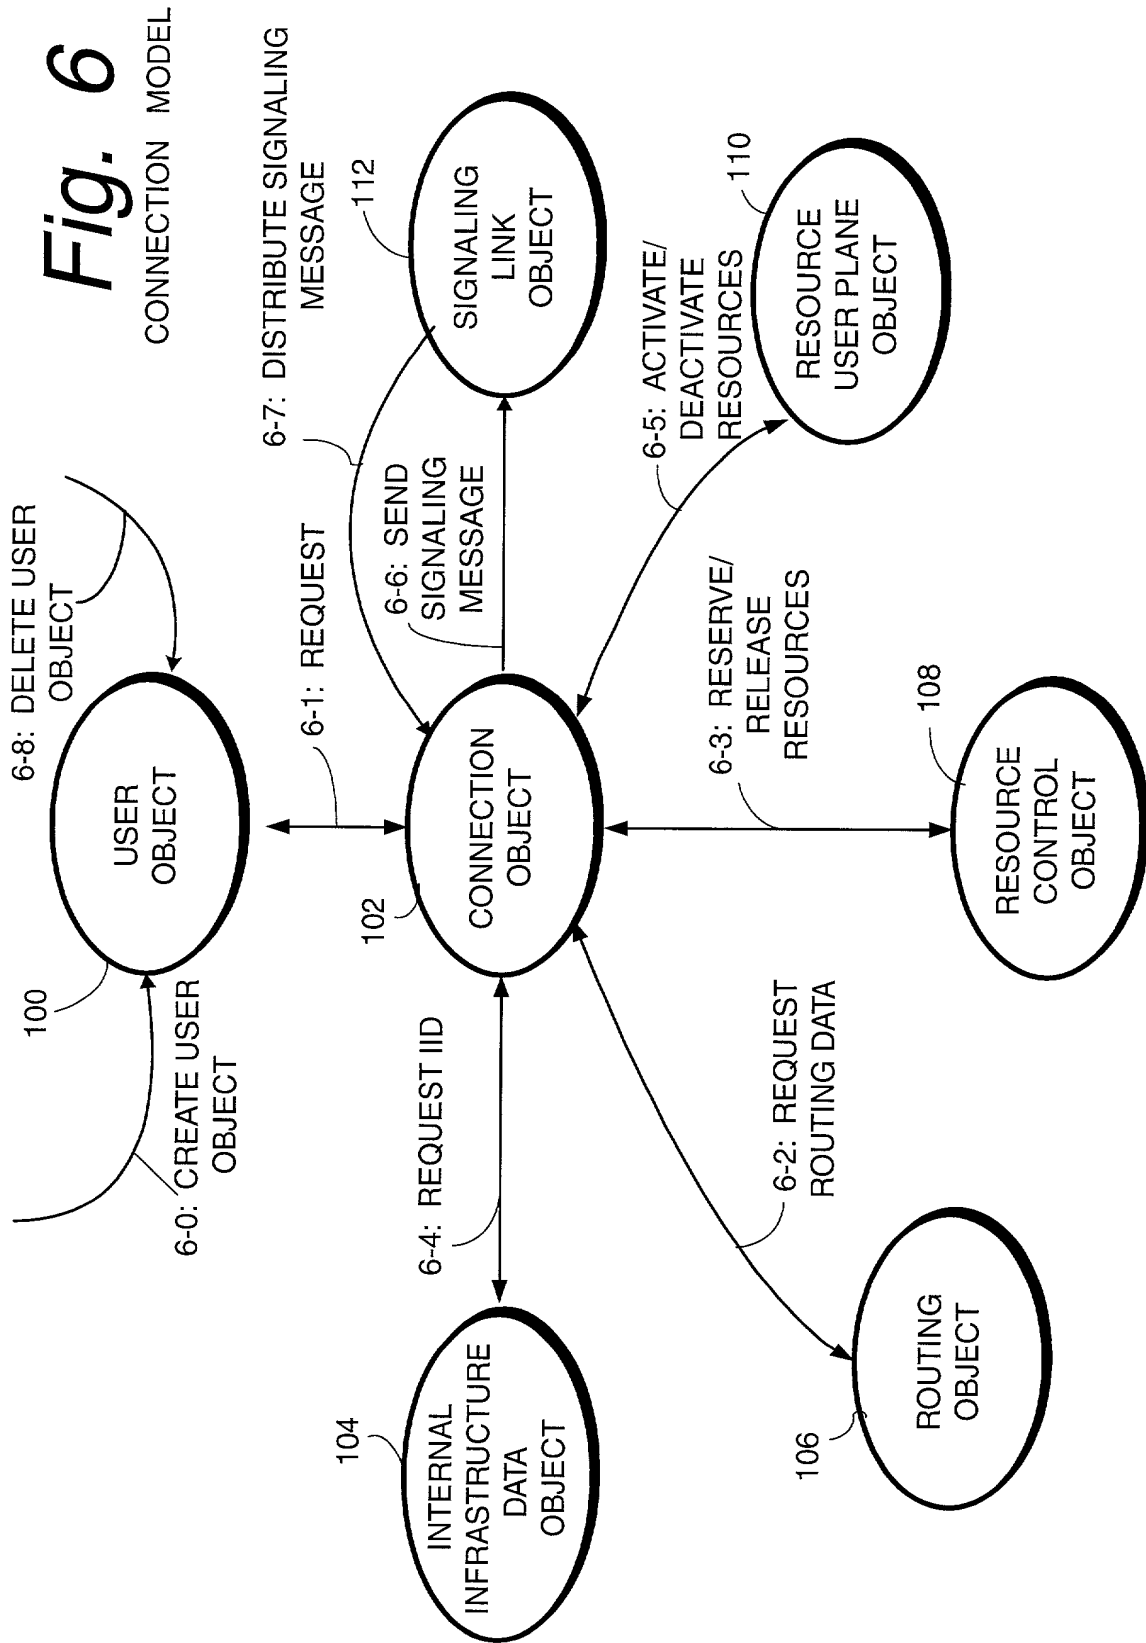 Fig. 6
CONNECTION MODEL
6-0: CREATE USER
OBJECT
100
USER
OBJECT
6-8: DELETE USER
OBJECT
6-1: REQUEST
6-7: DISTRIBUTE SIGNALING
MESSAGE
104
INTERNAL
INFRASTRUCTURE
DATA
OBJECT
6-4: REQUEST IID
102
CONNECTION
OBJECT
6-6: SEND
SIGNALING
MESSAGE
112
SIGNALING
LINK
OBJECT
6-2: REQUEST
ROUTING DATA
6-3: RESERVE/
RELEASE
RESOURCES
6-5: ACTIVATE/
DEACTIVATE
RESOURCES
106
ROUTING
OBJECT
108
RESOURCE
CONTROL
OBJECT
110
RESOURCE
USER PLANE
OBJECT